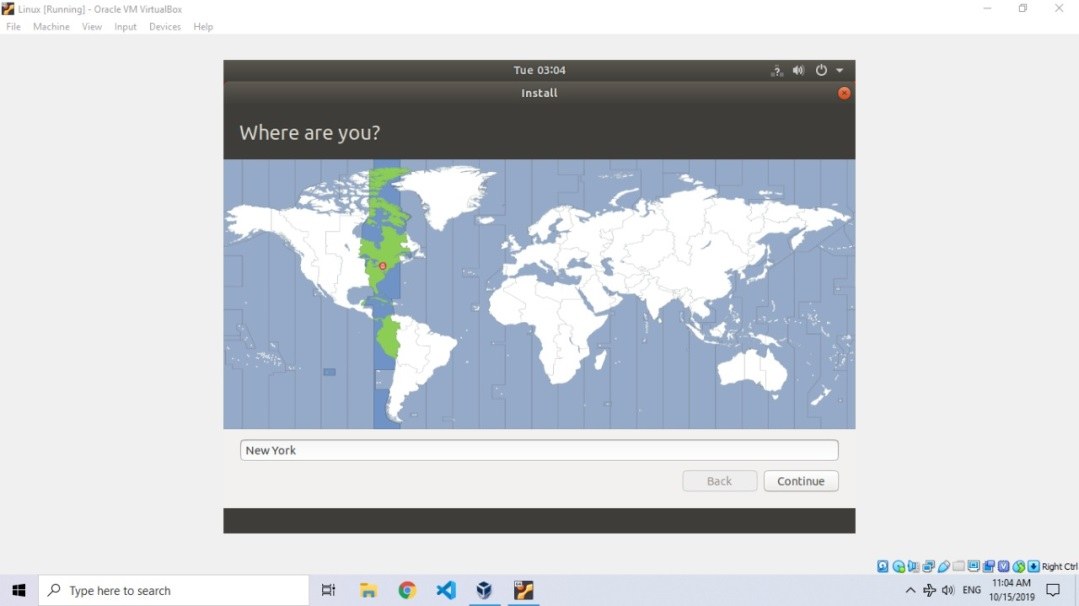 Linux [Running] - Oracle VM VirtualBox
File Machine View Input Devices Help
Tue 03:04
Install
Where are you?
New York
Back Continue
Right Ctrl
Type here to search
ENG
11:04 AM
10/15/2019